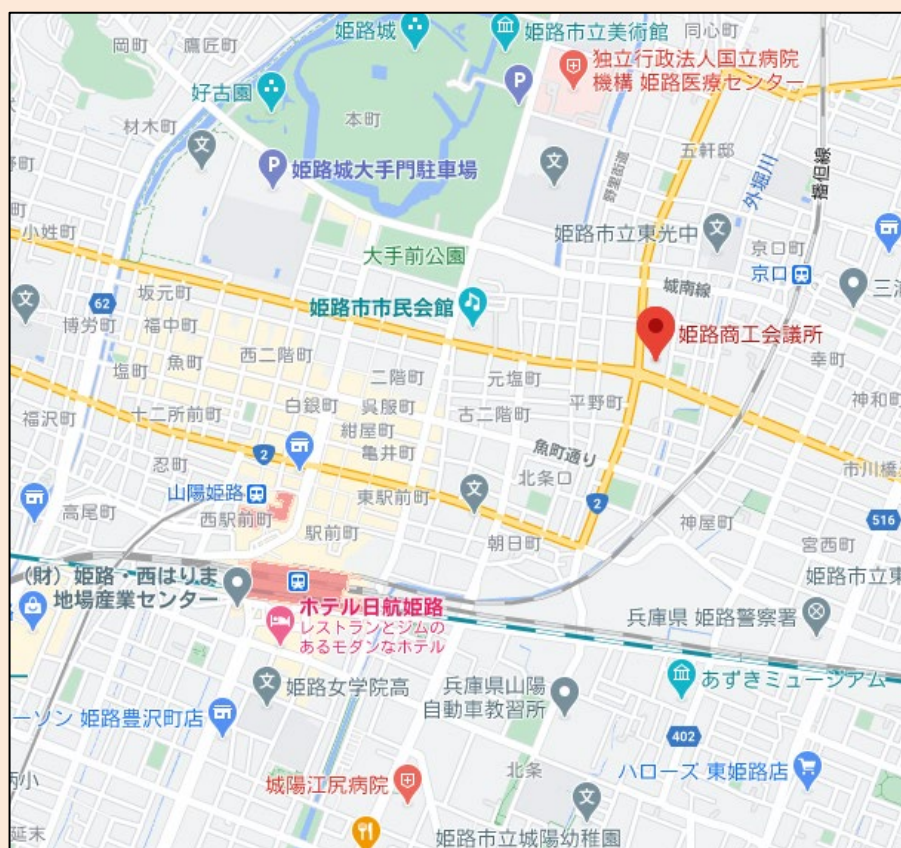 姫路城
姫路市立美術館
同心町
岡町
鷹匠町
独立行政法人国立病院
機構 姫路医療センター
好古園
本町
材木町
野里街道
五軒邸
外堀川
播但線
姫路城大手門駐車場
小姓町
大手前公園
姫路市立東光中
京口町
京口
城南線
坂元町
62
博労町
福中町
姫路市市民会館
姫路商工会議所
魚町
西二階町
塩町
二階町
元塩町
幸町
白銀町
呉服町
古二階町
平野町
神和町
福沢町
十二所前町
紺屋町
亀井町
魚町通り
2
忍町
北条口
市川橋
山陽姫路
東駅前町
2
高尾町
西駅前町
駅前町
朝日町
神屋町
516
宮西町
(財) 姫路・西はりま
地場産業センター
姫路市立東
ホテル日航姫路
レストランとジムの
あるモダンなホテル
兵庫県 姫路警察署
姫路女学院高
兵庫県山陽
自動車教習所
あずきミュージアム
ーソン 姫路豊沢町店
402
城陽江尻病院
北条
ハローズ 東姫路店
延末
姫路市立城陽幼稚園